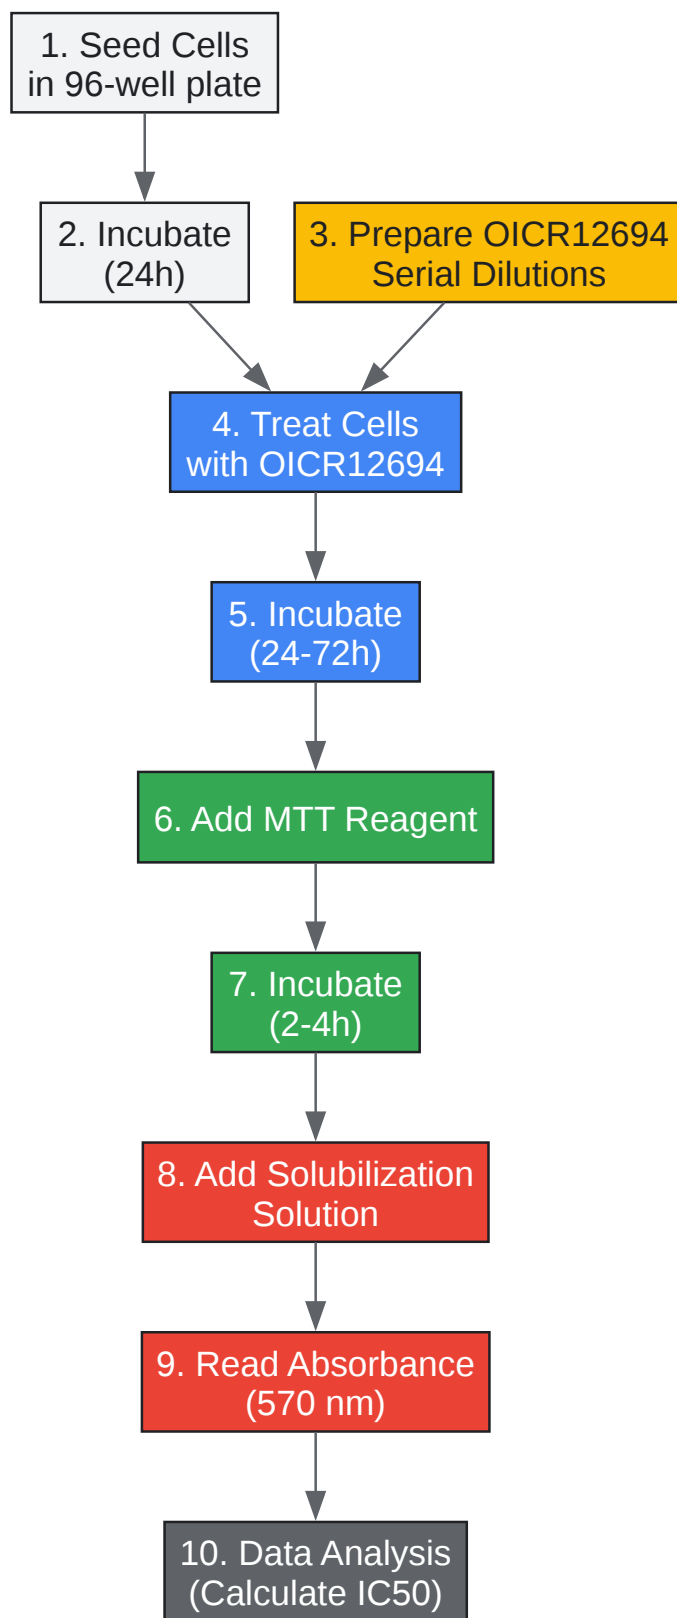 1. Seed Cells
in 96-well plate
2. Incubate
(24h)
3. Prepare OICR12694
Serial Dilutions
4. Treat Cells
with OICR12694
5. Incubate
(24-72h)
6. Add MTT Reagent
7. Incubate
(2-4h)
8. Add Solubilization
Solution
9. Read Absorbance
(570 nm)
10. Data Analysis
(Calculate IC50)